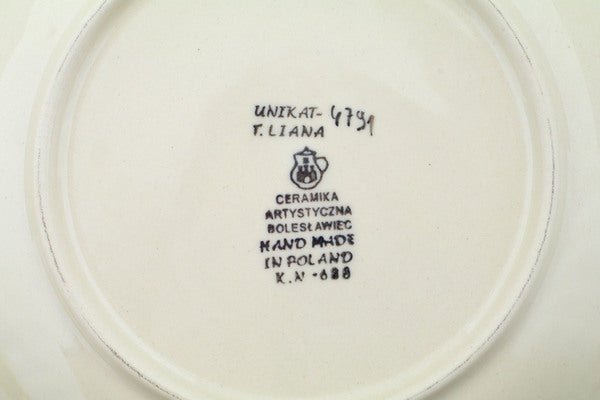 UNIKAT- 4791
T. LIANA
CERAMIKA
ARTYSTYCZNA
BOLESŁAWIEC
HAND MADE
IN POLAND
K.N -688